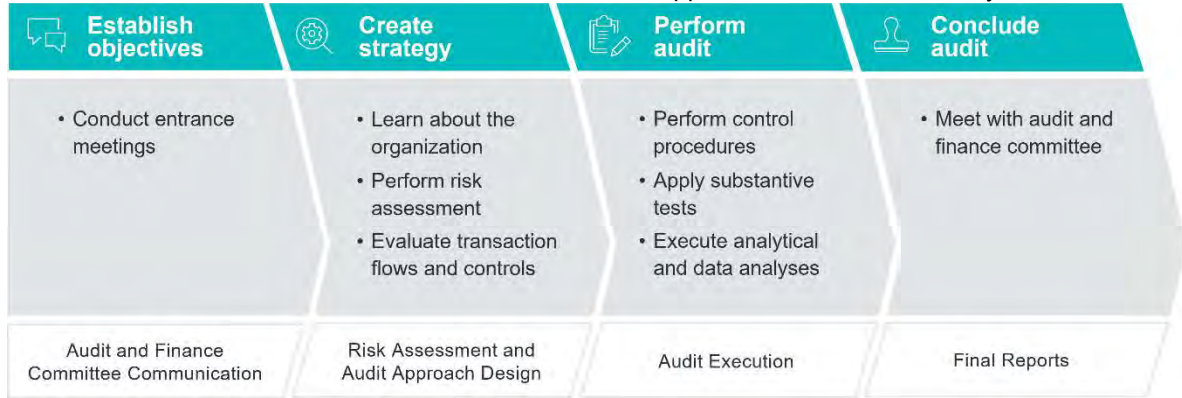 Establish
objectives
Create
strategy
Perform
audit
Conclude
audit
• Conduct entrance
meetings
• Learn about the
organization
• Perform risk
assessment
• Evaluate transaction
flows and controls
• Perform control
procedures
• Apply substantive
tests
• Execute analytical
and data analyses
• Meet with audit and
finance committee
Audit and Finance
Committee Communication
Risk Assessment and
Audit Approach Design
Audit Execution
Final Reports